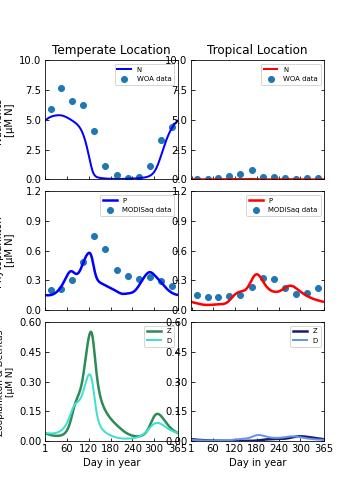 Temperate Location
Tropical Location
10.0
7.5
5.0
2.5
0.0
[μM N]
N
WOA data
10.0
7.5
5.0
2.5
0.0
N
WOA data
1.2
0.9
0.6
0.3
0.0
[μM N]
P
MODISaq data
1.2
0.9
0.6
0.3
0.0
P
MODISaq data
0.60
0.45
0.30
0.15
0.00
Zooplankton & Detritus
[μM N]
Z
D
0.60
0.45
0.30
0.15
0.00
Z
D
1 60 120 180 240 300 365
1 60 120 180 240 300 365
Day in year
Day in year